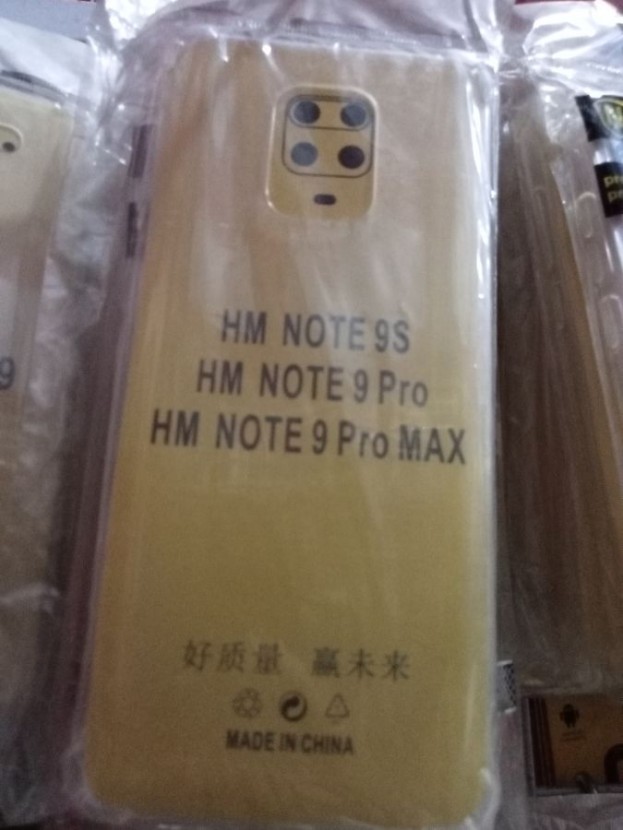 HM NOTE 9S
HM NOTE 9 Pro
HM NOTE 9 Pro MAX
好质量 赢未来
MADE IN CHINA
9